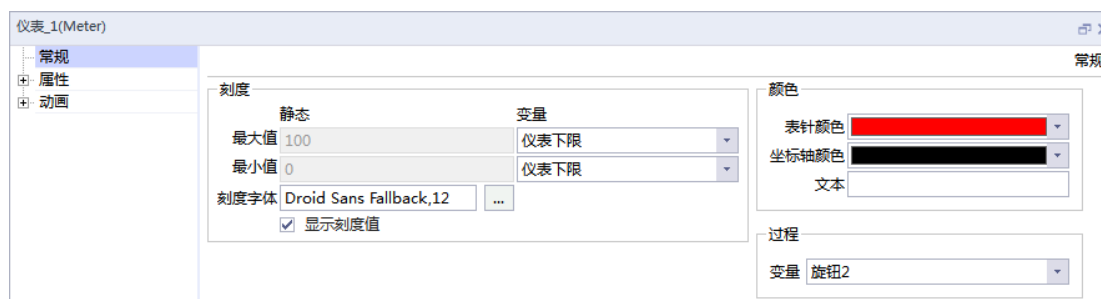 仪表_1(Meter)
常规
属性
动画
常规
刻度
静态 变量
最大值 100 仪表下限
最小值 0 仪表下限
刻度字体 Droid Sans Fallback,12 ...
显示刻度值
颜色
表针颜色
坐标轴颜色
文本
过程
变量 旋钮2